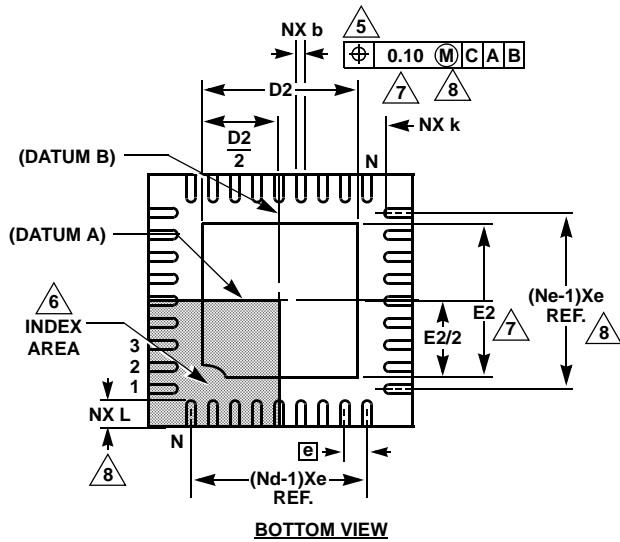 NX b
5
⌖ 0.10 Ⓜ C A B
7
8
D2
D2
2
NX k
N
(DATUM B)
(DATUM A)
6
INDEX
AREA
3
2
1
NX L
8
N
E2/2
E2
7
(Ne-1)Xe
REF.
8
e
(Nd-1)Xe
REF.
BOTTOM VIEW